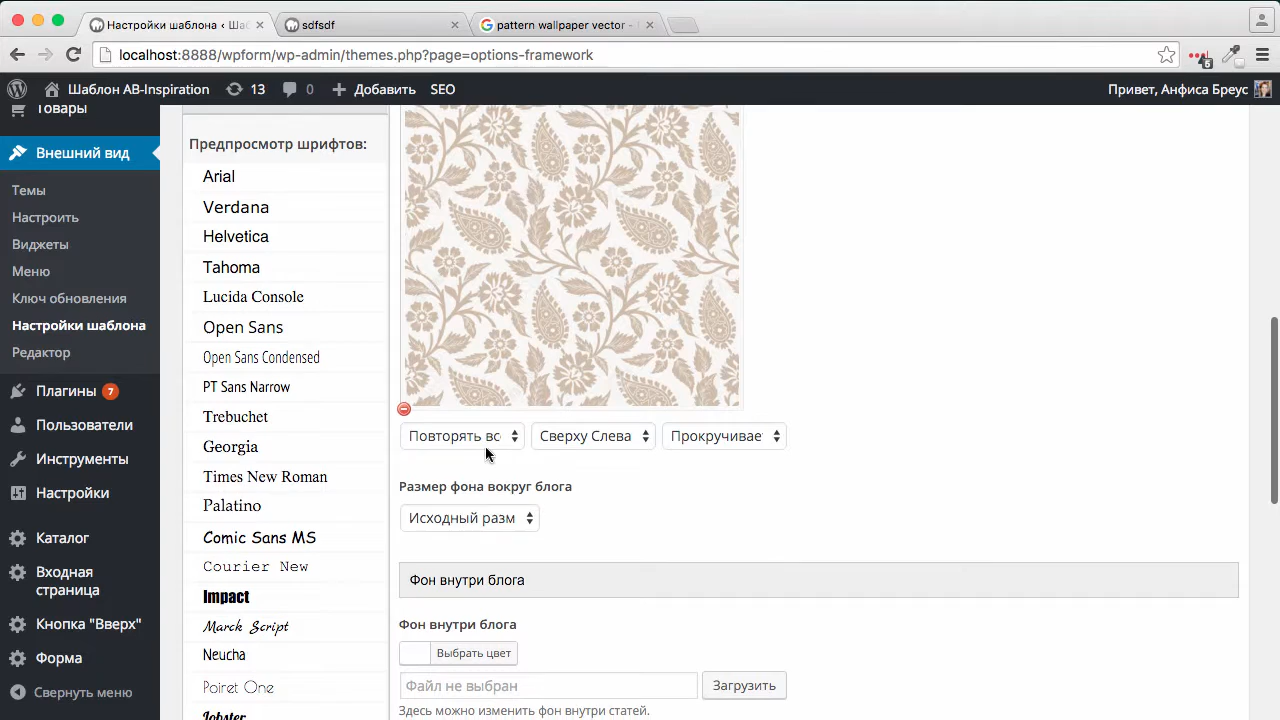 Настройки шаблона ‹ Ша
sdfsdf
pattern wallpaper vector -
localhost:8888/wpform/wp-admin/themes.php?page=options-framework
5
Шаблон AB-Inspiration
13
0
Добавить
SEO
Привет, Анфиса Бреус
Товары
Внешний вид
Темы
Настроить
Виджеты
Меню
Ключ обновления
Настройки шаблона
Редактор
Плагины 7
Пользователи
Инструменты
Настройки
Каталог
Входная
страница
Кнопка "Вверх"
Форма
Свернуть меню
Предпросмотр шрифтов:
Arial
Verdana
Helvetica
Tahoma
Lucida Console
Open Sans
Open Sans Condensed
PT Sans Narrow
Trebuchet
Georgia
Times New Roman
Palatino
Comic Sans MS
Courier New
Impact
Marck Script
Neucha
Poiret One
Lobster
Повторять вс
Сверху Слева
Прокручивае
Размер фона вокруг блога
Исходный разм
Фон внутри блога
Фон внутри блога
Выбрать цвет
Файл не выбран
Загрузить
Здесь можно изменить фон внутри статей.